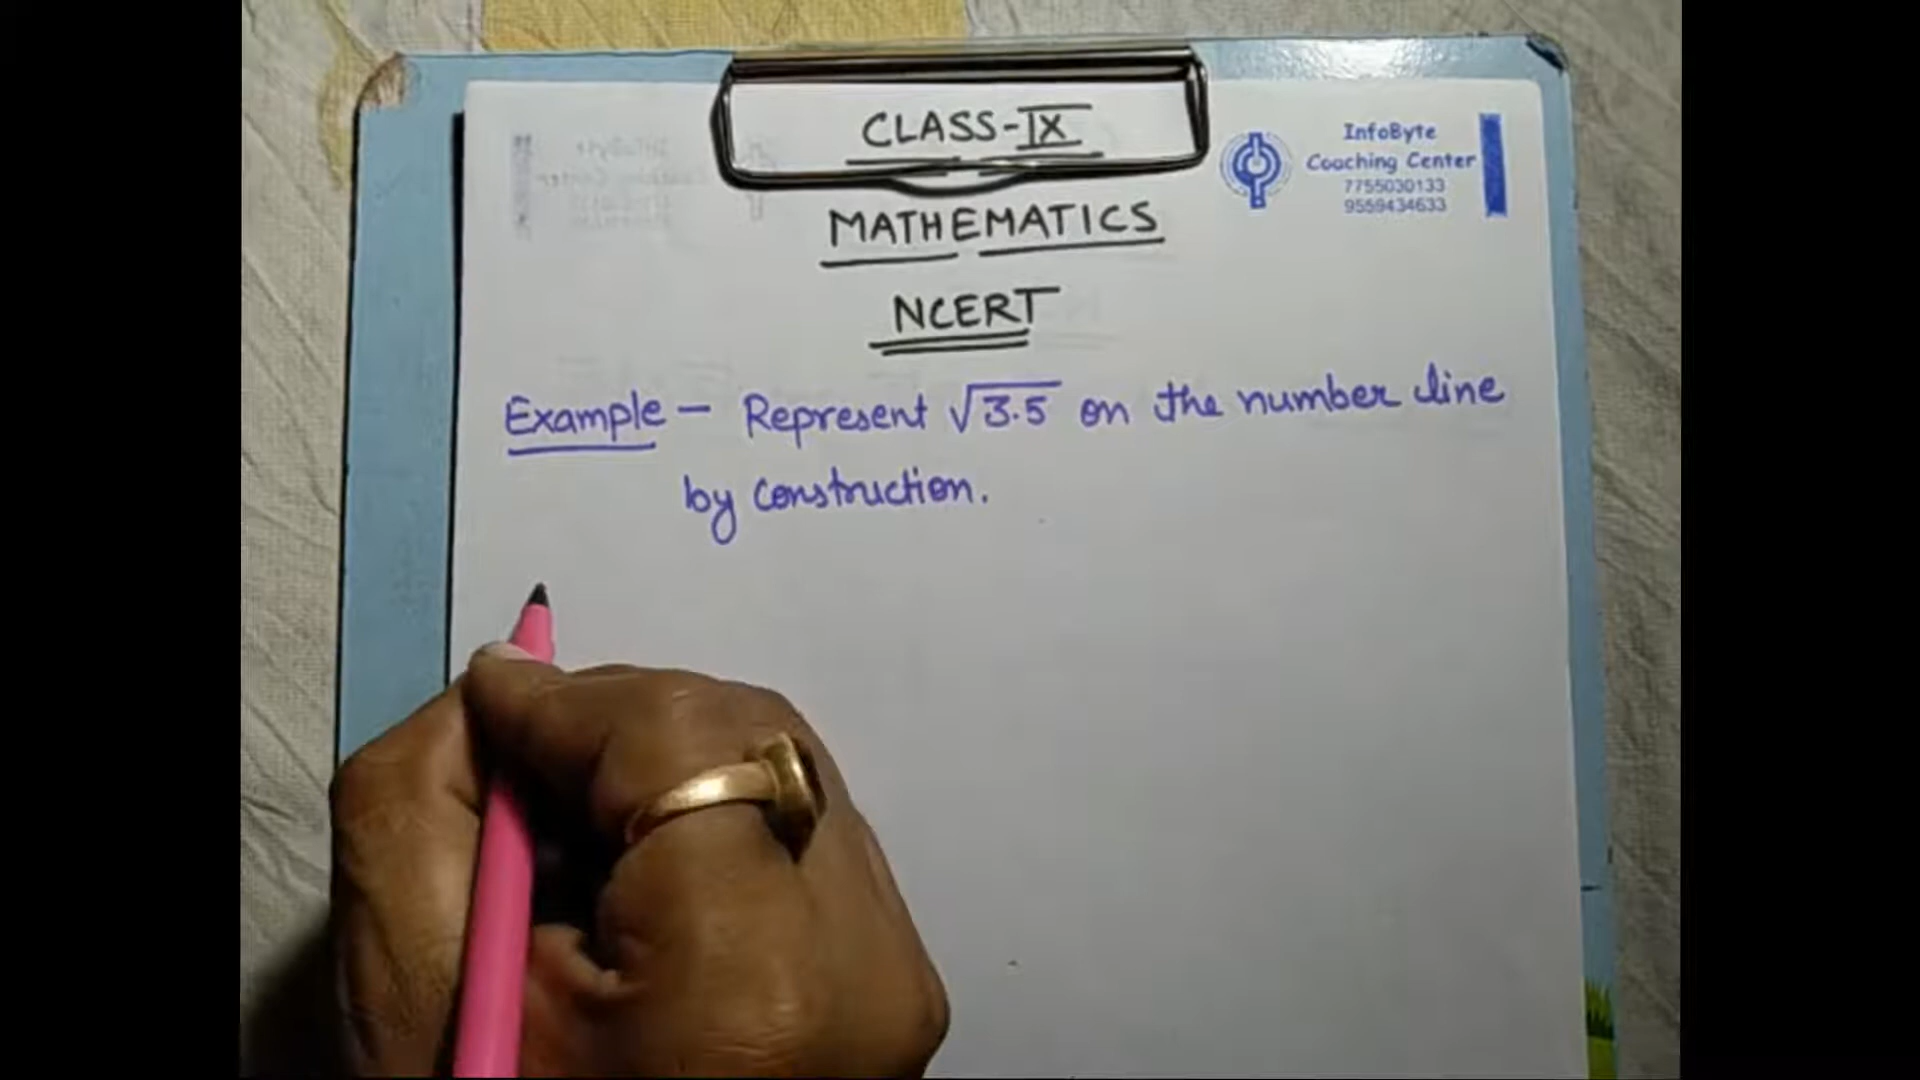 CLASS-IX
InfoByte
Coaching Center
7755030133
9559434633
MATHEMATICS
NCERT
Example - Represent √3.5 on the number line
by construction.